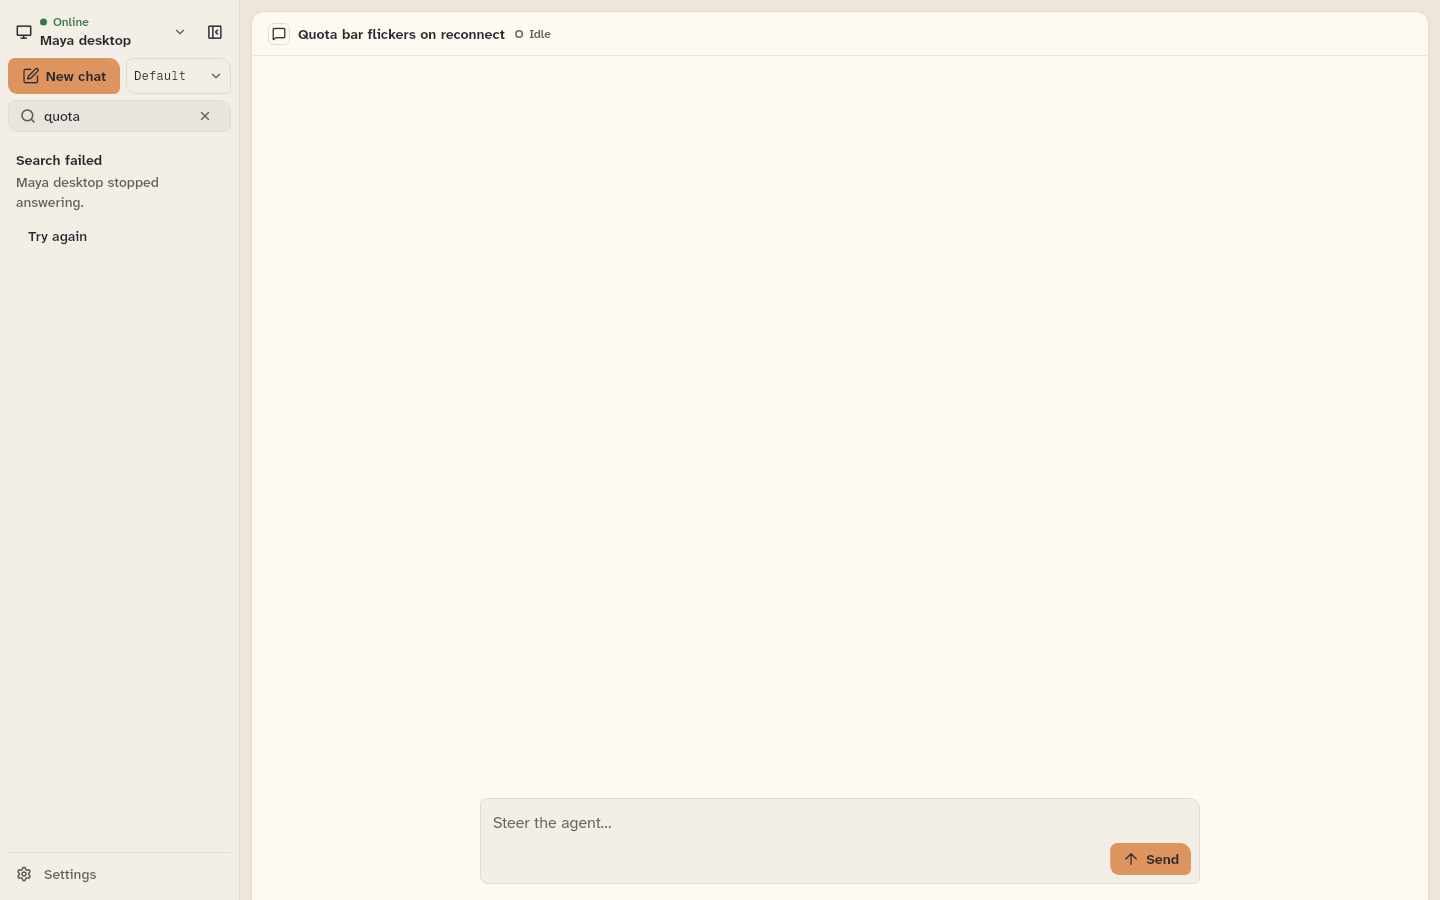 Online
Maya desktop
New chat
Default
quota
Search failed
Maya desktop stopped
answering.
Try again
Settings
Quota bar flickers on reconnect
Idle
Steer the agent...
Send